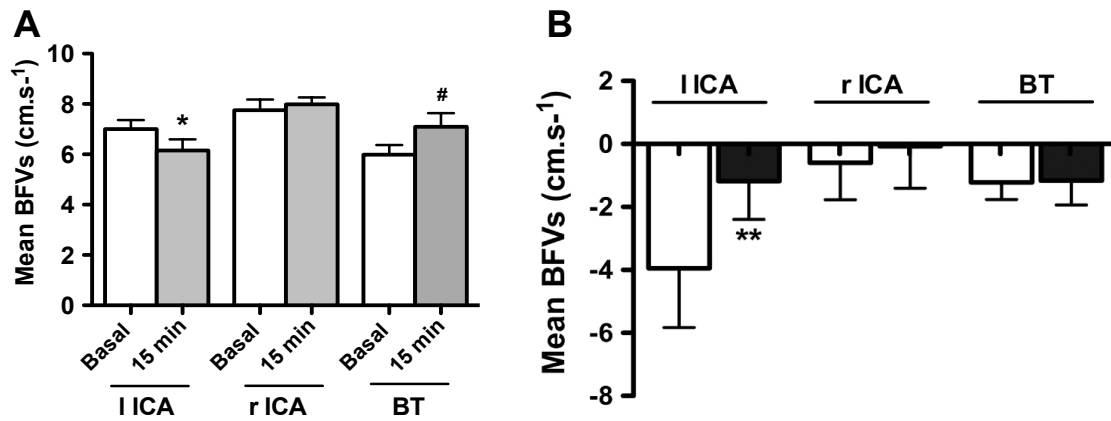 A
Mean BFVs (cm.s-1)
10
8
6
4
2
0
*
#
Basal
15 min
Basal
15 min
Basal
15 min
l ICA
r ICA
BT
B
Mean BFVs (cm.s-1)
2
0
-2
-4
-6
-8
l ICA
r ICA
BT
**